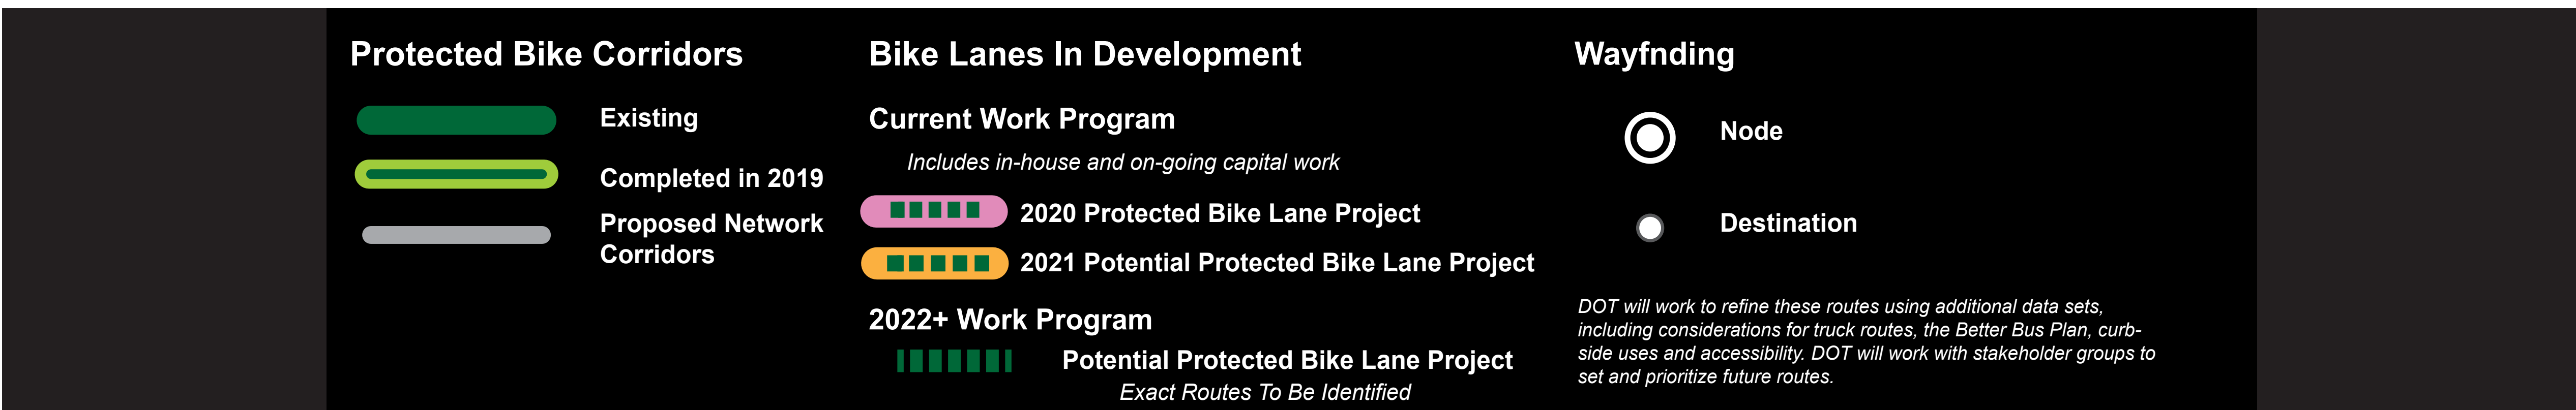 Protected Bike Corridors
Existing
Completed in 2019
Proposed Network
Corridors
Bike Lanes In Development
Current Work Program
Includes in-house and on-going capital work
2020 Protected Bike Lane Project
2021 Potential Protected Bike Lane Project
2022+ Work Program
Potential Protected Bike Lane Project
Exact Routes To Be Identified
Wayfnding
Node
Destination
DOT will work to refine these routes using additional data sets,
including considerations for truck routes, the Better Bus Plan, curb-
side uses and accessibility. DOT will work with stakeholder groups to
set and prioritize future routes.